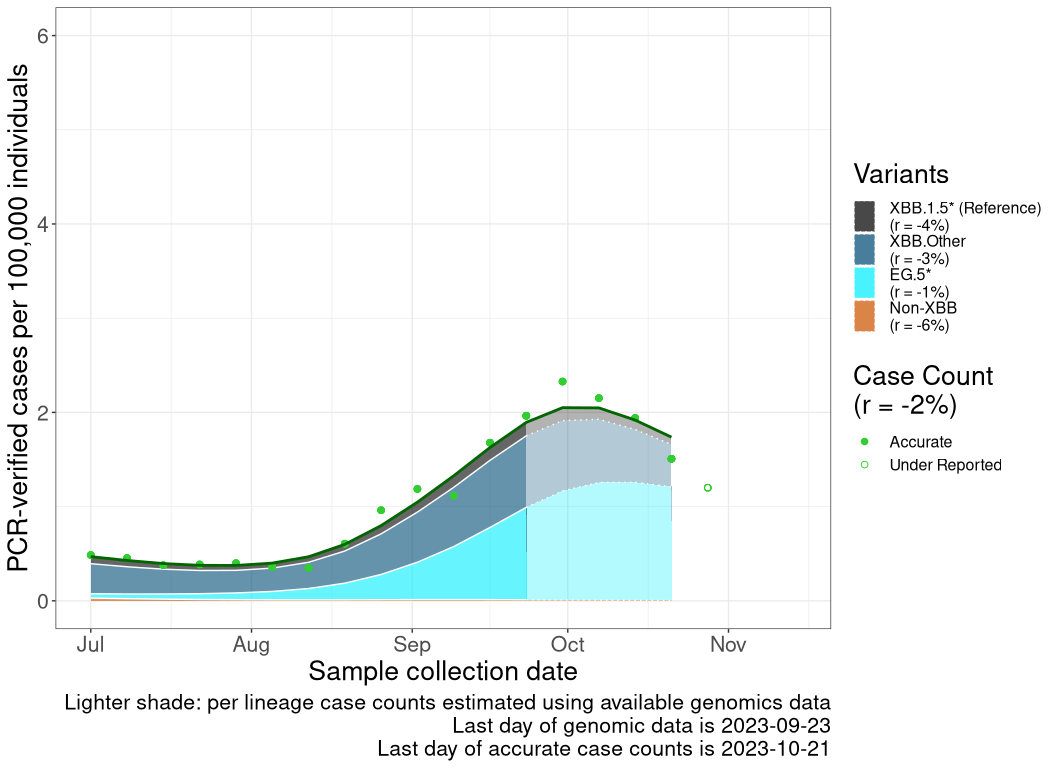 PCR-verified cases per 100,000 individuals
6
4
2
0
Jul
Aug
Sep
Oct
Nov
Sample collection date
Lighter shade: per lineage case counts estimated using available genomics data
Last day of genomic data is 2023-09-23
Last day of accurate case counts is 2023-10-21
Variants
XBB.1.5* (Reference)
(r = -4%)
XBB.Other
(r = -3%)
EG.5*
(r = -1%)
Non-XBB
(r = -6%)
Case Count
(r = -2%)
Accurate
Under Reported